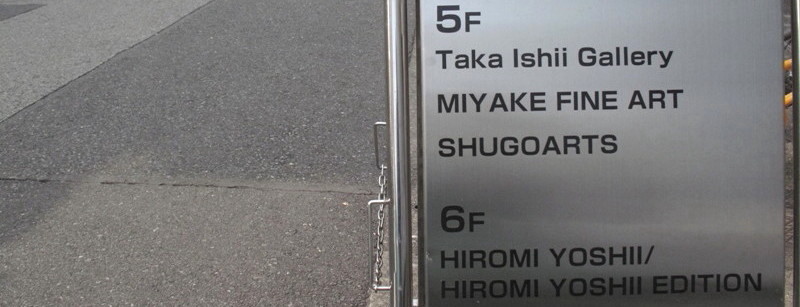 5F
Taka Ishii Gallery
MIYAKE FINE ART
SHUGOARTS
6F
HIROMI YOSHII/
HIROMI YOSHII EDITION